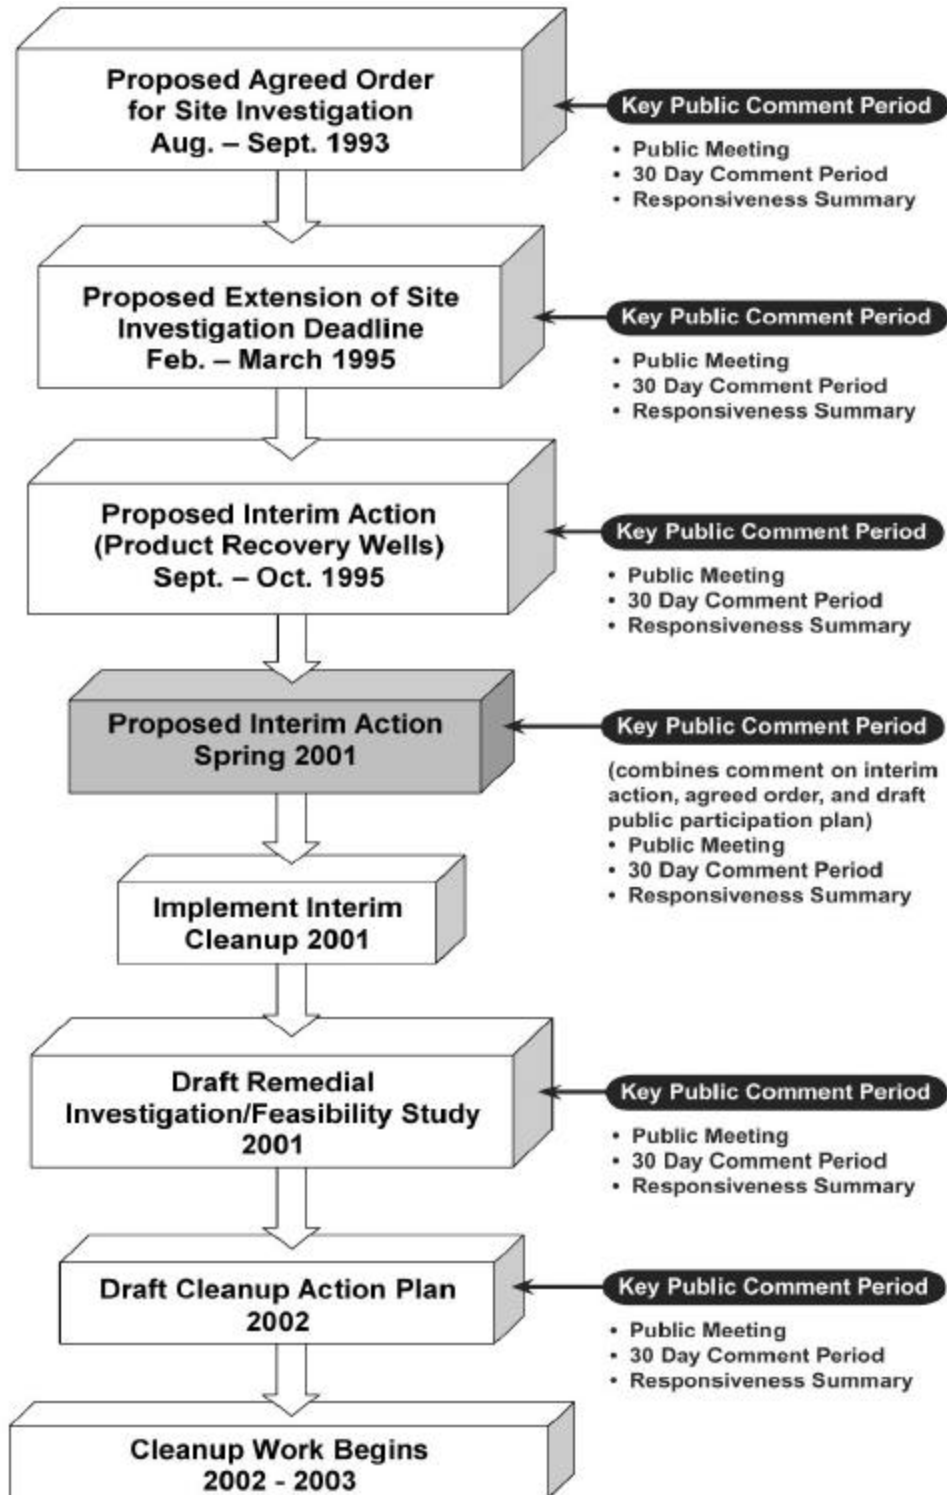 Proposed Agreed Order
for Site Investigation
Aug. – Sept. 1993
Key Public Comment Period
• Public Meeting
• 30 Day Comment Period
• Responsiveness Summary
Proposed Extension of Site
Investigation Deadline
Feb. – March 1995
Key Public Comment Period
• Public Meeting
• 30 Day Comment Period
• Responsiveness Summary
Proposed Interim Action
(Product Recovery Wells)
Sept. – Oct. 1995
Key Public Comment Period
• Public Meeting
• 30 Day Comment Period
• Responsiveness Summary
Proposed Interim Action
Spring 2001
Key Public Comment Period
(combines comment on interim
action, agreed order, and draft
public participation plan)
• Public Meeting
• 30 Day Comment Period
• Responsiveness Summary
Implement Interim
Cleanup 2001
Draft Remedial
Investigation/Feasibility Study
2001
Key Public Comment Period
• Public Meeting
• 30 Day Comment Period
• Responsiveness Summary
Draft Cleanup Action Plan
2002
Key Public Comment Period
• Public Meeting
• 30 Day Comment Period
• Responsiveness Summary
Cleanup Work Begins
2002 - 2003